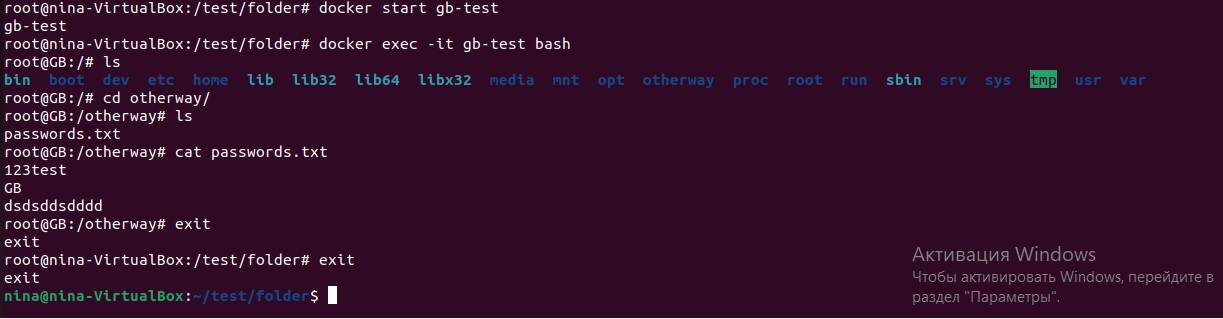 root@nina-VirtualBox:/test/folder# docker start gb-test
gb-test
root@nina-VirtualBox:/test/folder# docker exec -it gb-test bash
root@GB:/# ls
bin boot dev etc home lib lib32 lib64 libx32 media mnt opt otherway proc root run sbin srv sys tmp usr var
root@GB:/# cd otherway/
root@GB:/otherway# ls
passwords.txt
root@GB:/otherway# cat passwords.txt
123test
GB
dsdsddsdddd
root@GB:/otherway# exit
exit
root@nina-VirtualBox:/test/folder# exit
exit
nina@nina-VirtualBox:~/test/folder$
Активация Windows
Чтобы активировать Windows, перейдите в
раздел "Параметры".